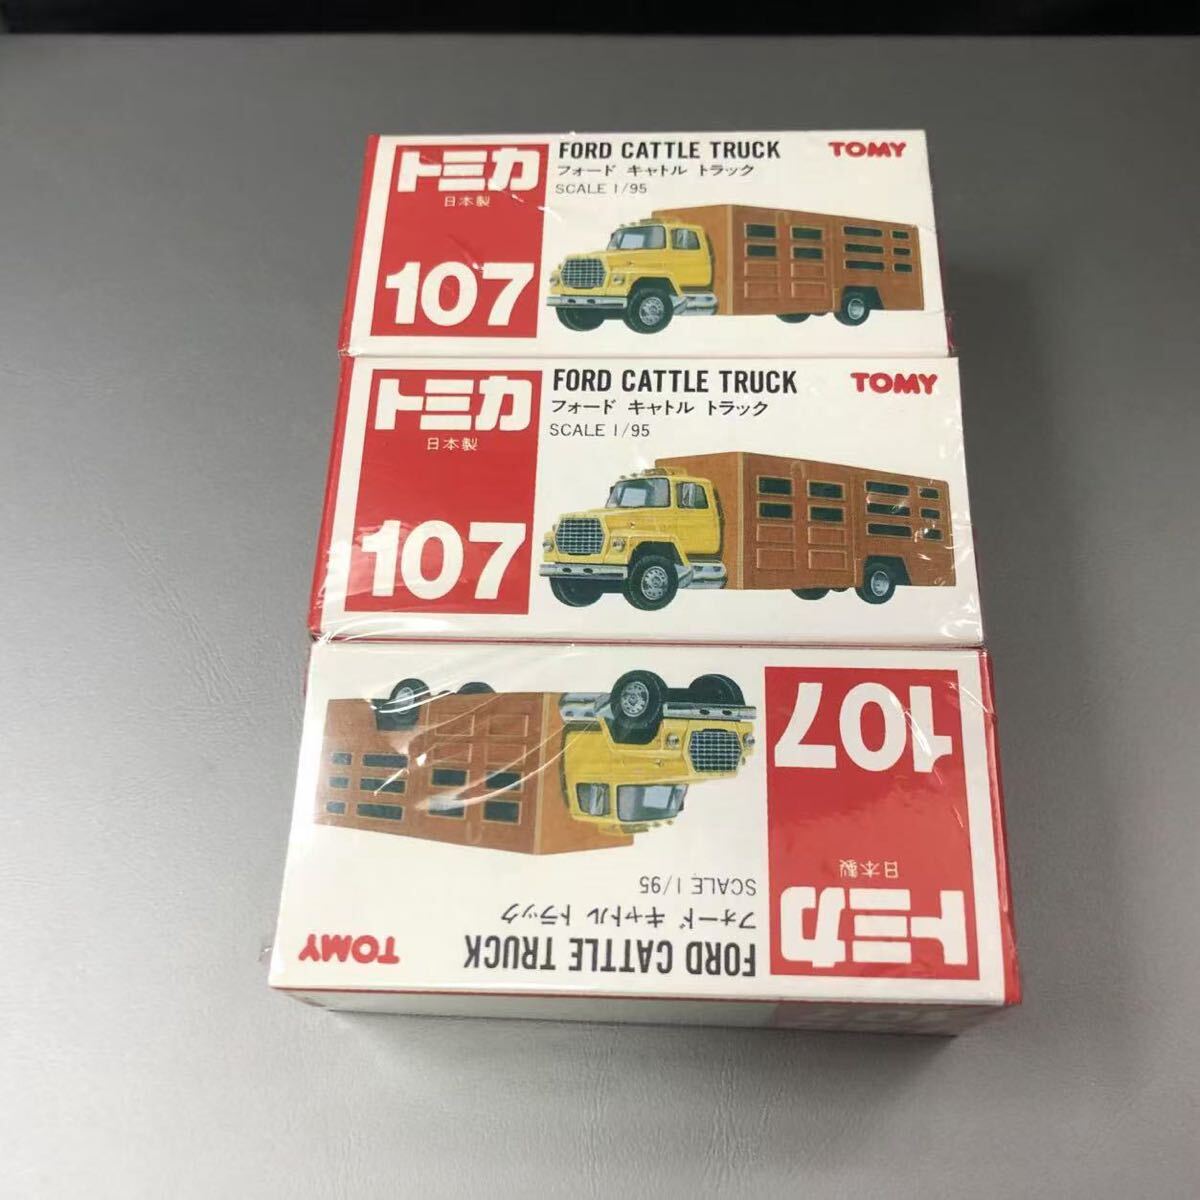 トミカ
日本製
107
FORD CATTLE TRUCK
フォード キャトル トラック
SCALE 1/95
TOMY
トミカ
日本製
107
FORD CATTLE TRUCK
フォード キャトル トラック
SCALE 1/95
TOMY
トミカ
日本製
107
FORD CATTLE TRUCK
フォード キャトル トラック
SCALE 1/95
TOMY